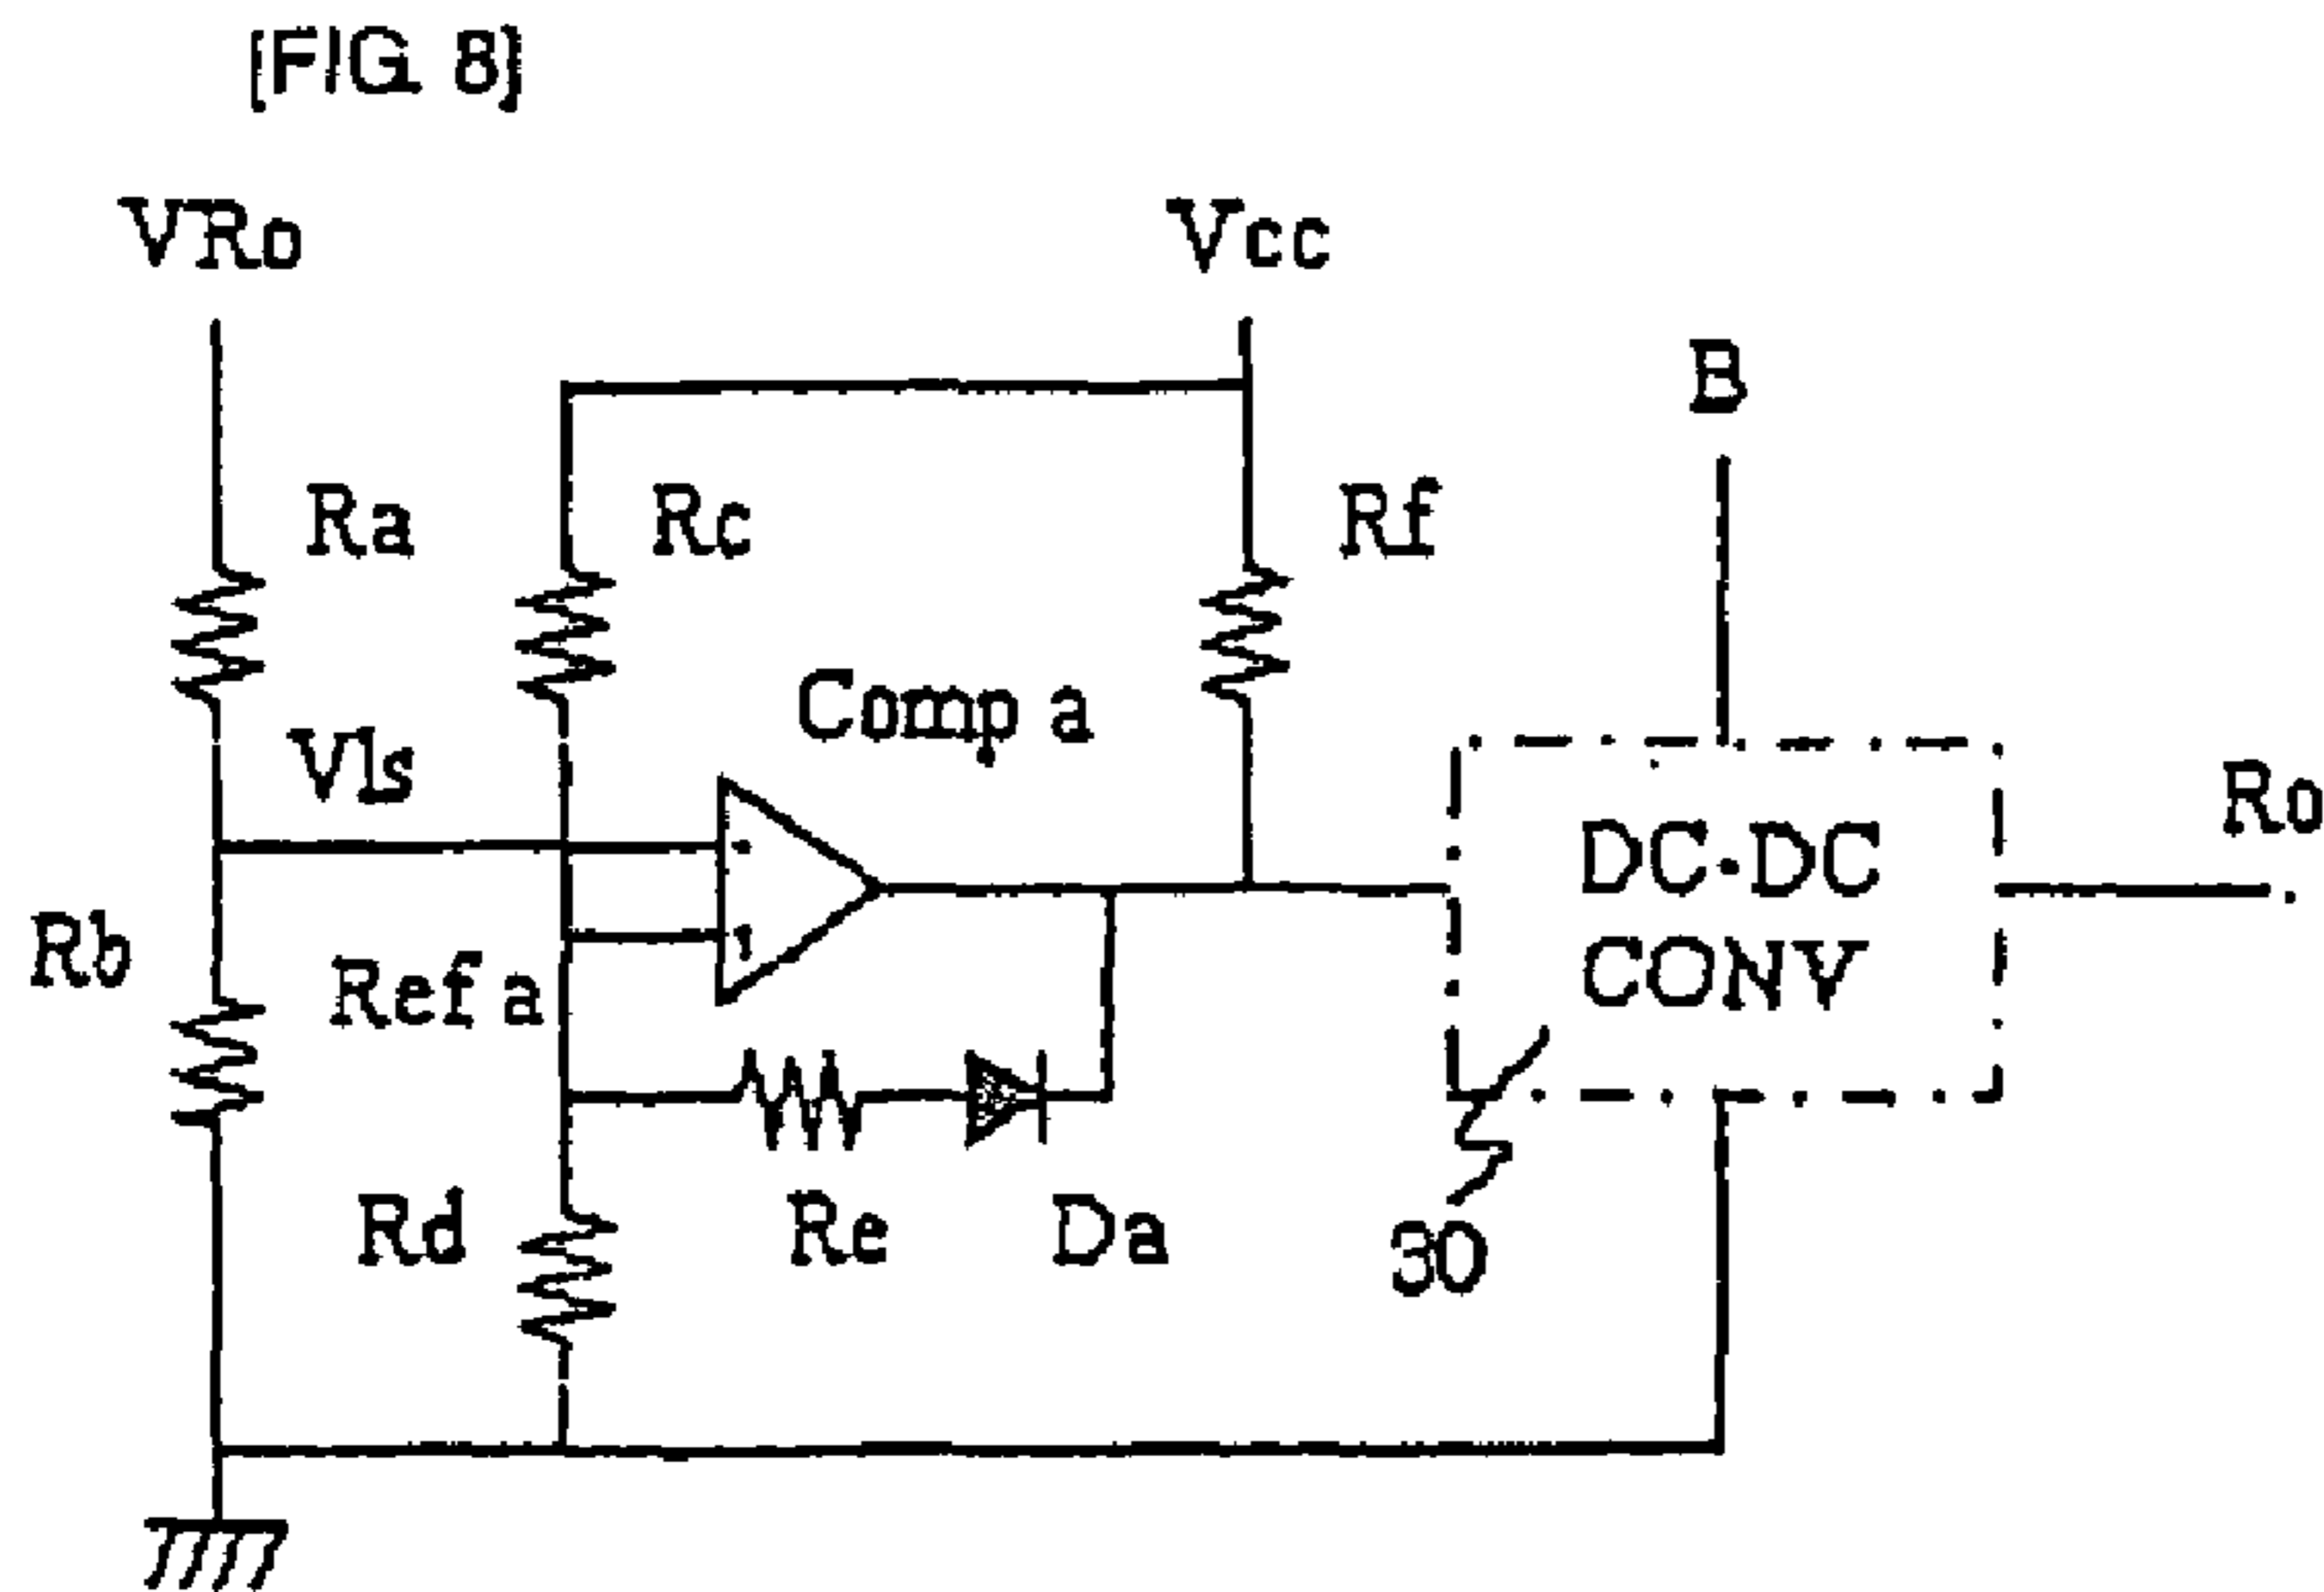 [FIG. 8]
VRo
Vcc
B
Ra
Rc
Rf
Comp a
Vls
Ro
DC-DC
CONV
Rb
Ref a
Rd
Re
Da
30